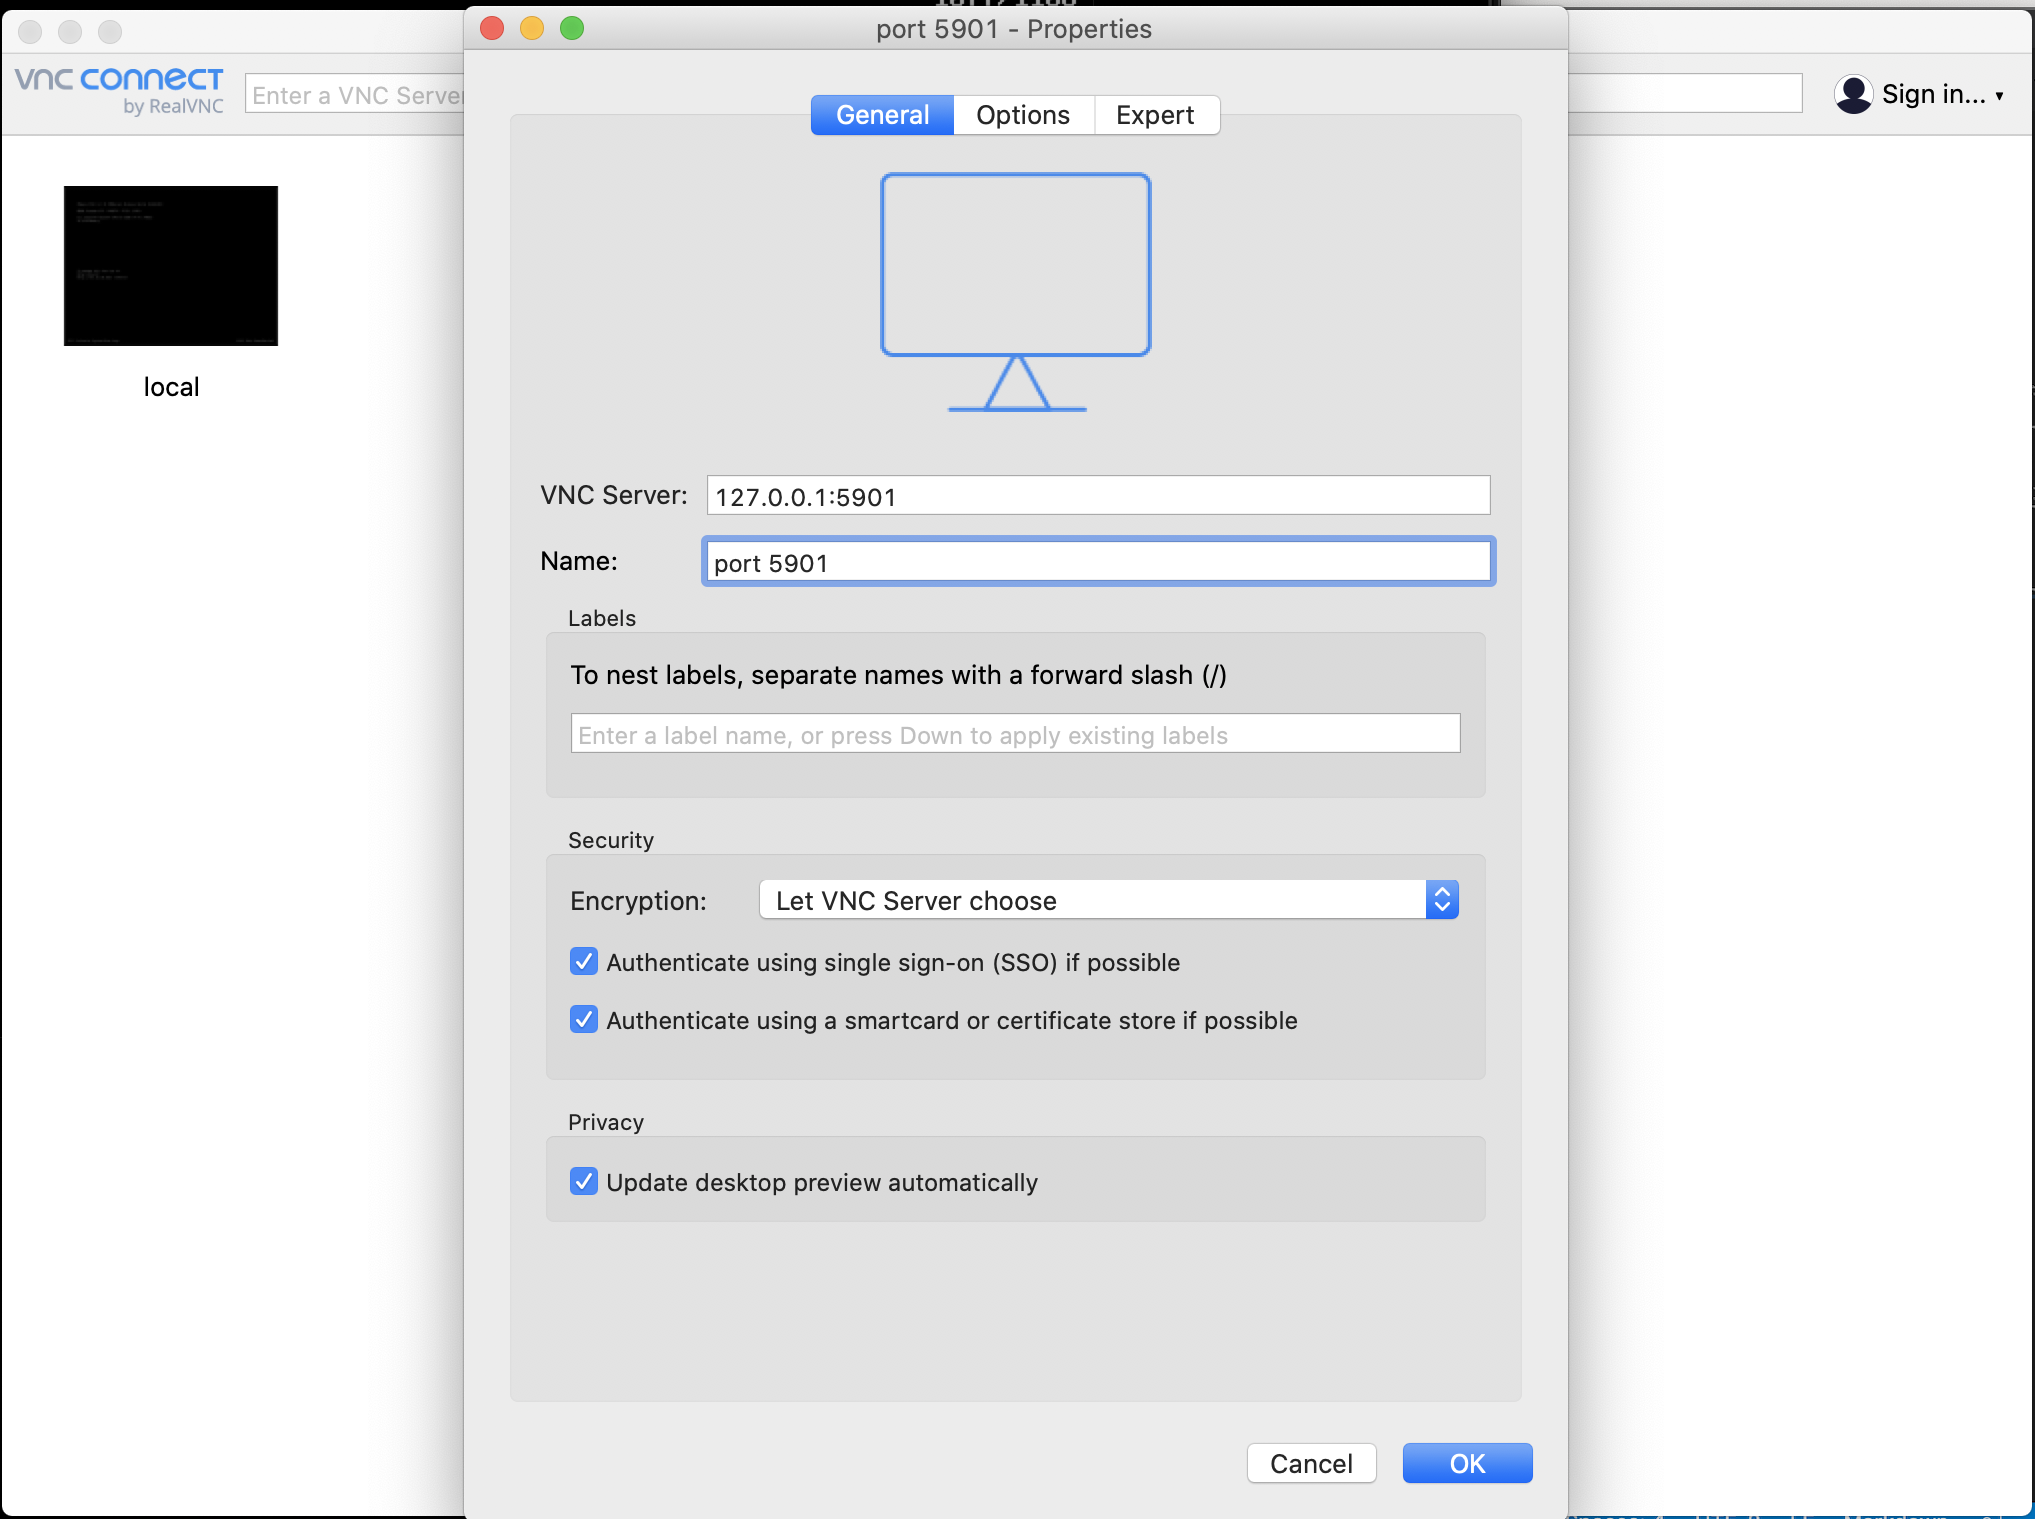 port 5901 - Properties
vnc connect
by RealVNC
Enter a VNC Server
Sign in...
General
Options
Expert
local
VNC Server:
127.0.0.1:5901
Name:
port 5901
Labels
To nest labels, separate names with a forward slash (/)
Enter a label name, or press Down to apply existing labels
Security
Encryption:
Let VNC Server choose
Authenticate using single sign-on (SSO) if possible
Authenticate using a smartcard or certificate store if possible
Privacy
Update desktop preview automatically
Cancel
OK